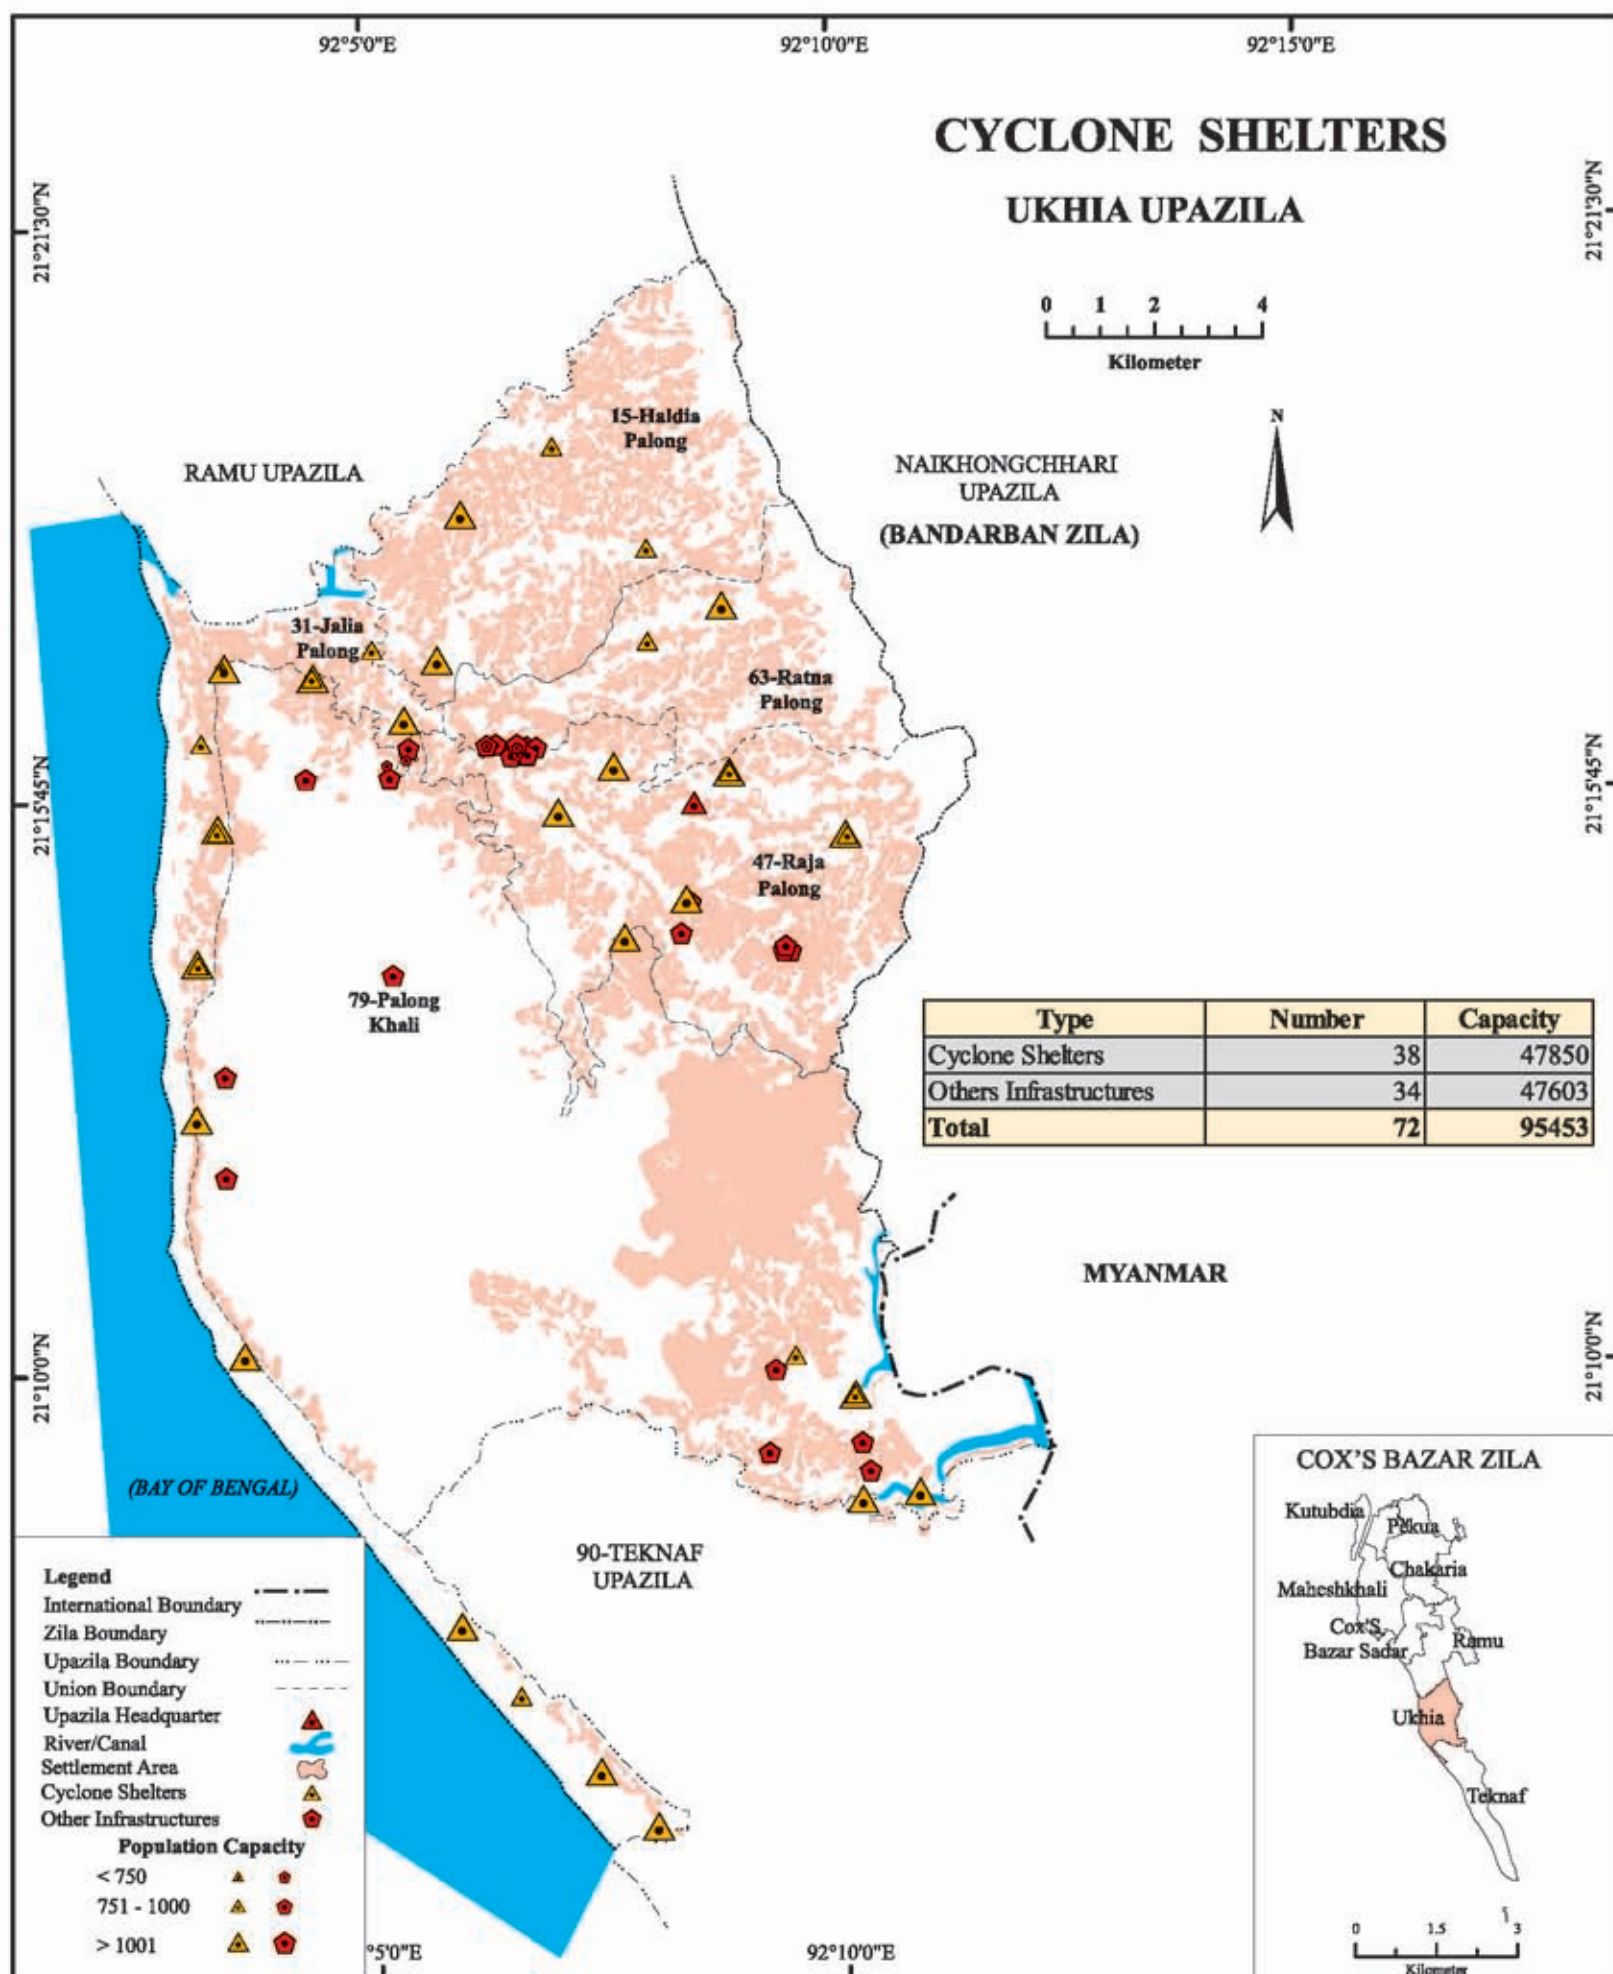 92°5'0"E
92°10'0"E
92°15'0"E
CYCLONE SHELTERS
UKHIA UPAZILA
21°21'30"N
21°21'30"N
0 1 2 4
Kilometer
N
15-Haldia
Palong
RAMU UPAZILA
NAIKHONGCHHARI
UPAZILA
(BANDARBAN ZILA)
31-Jalia
Palong
63-Ratna
Palong
21°15'45"N
21°15'45"N
47-Raja
Palong
79-Palong
Khali
Type Number Capacity
Cyclone Shelters 38 47850
Others Infrastructures 34 47603
Total 72 95453
MYANMAR
21°10'0"N
21°10'0"N
(BAY OF BENGAL)
90-TEKNAF
UPAZILA
Legend
International Boundary
Zila Boundary
Upazila Boundary
Union Boundary
Upazila Headquarter
River/Canal
Settlement Area
Cyclone Shelters
Other Infrastructures
Population Capacity
< 750
751 - 1000
> 1001
5'0"E
92°10'0"E
COX'S BAZAR ZILA
Kutubdia
Pekua
Chakaria
Maheshkhali
Cox'S
Bazar Sadar
Ramu
Ukhia
Teknaf
0 1.5 3
Kilometer